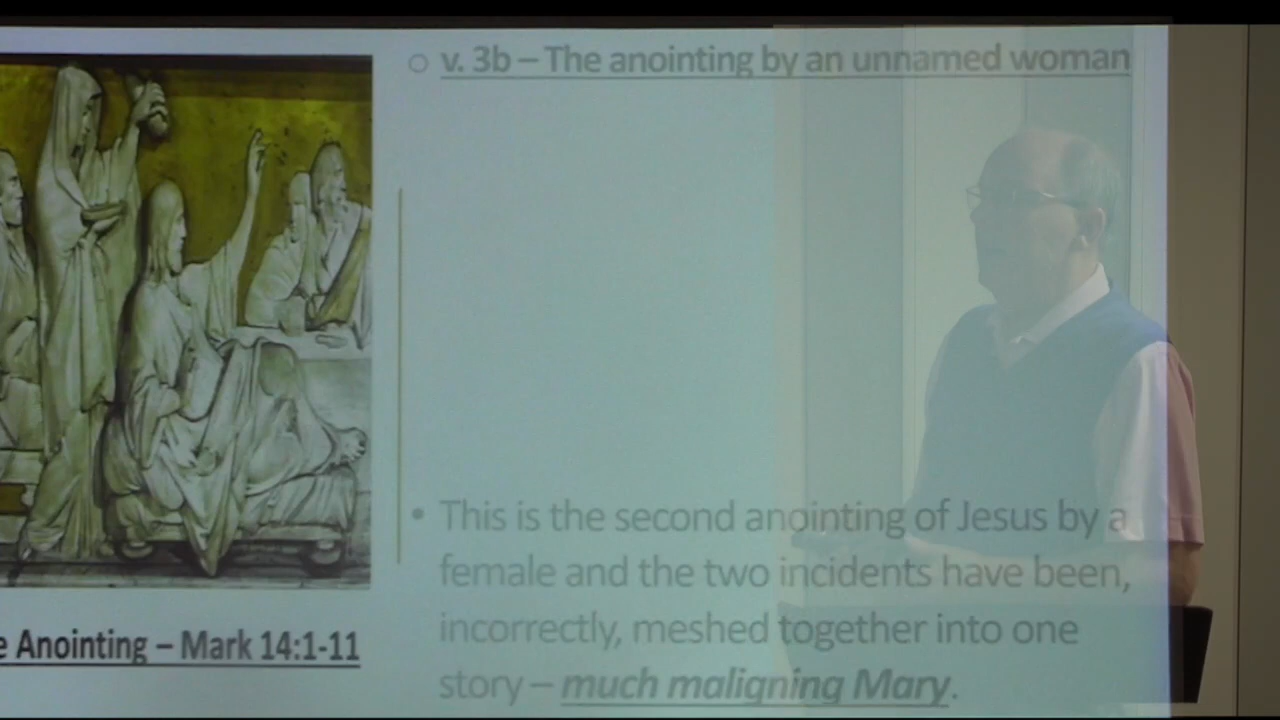 v. 3b – The anointing by an unnamed woman
• This is the second anointing of Jesus by a
female and the two incidents have been,
incorrectly, meshed together into one
story – much maligning Mary.
Anointing – Mark 14:1-11